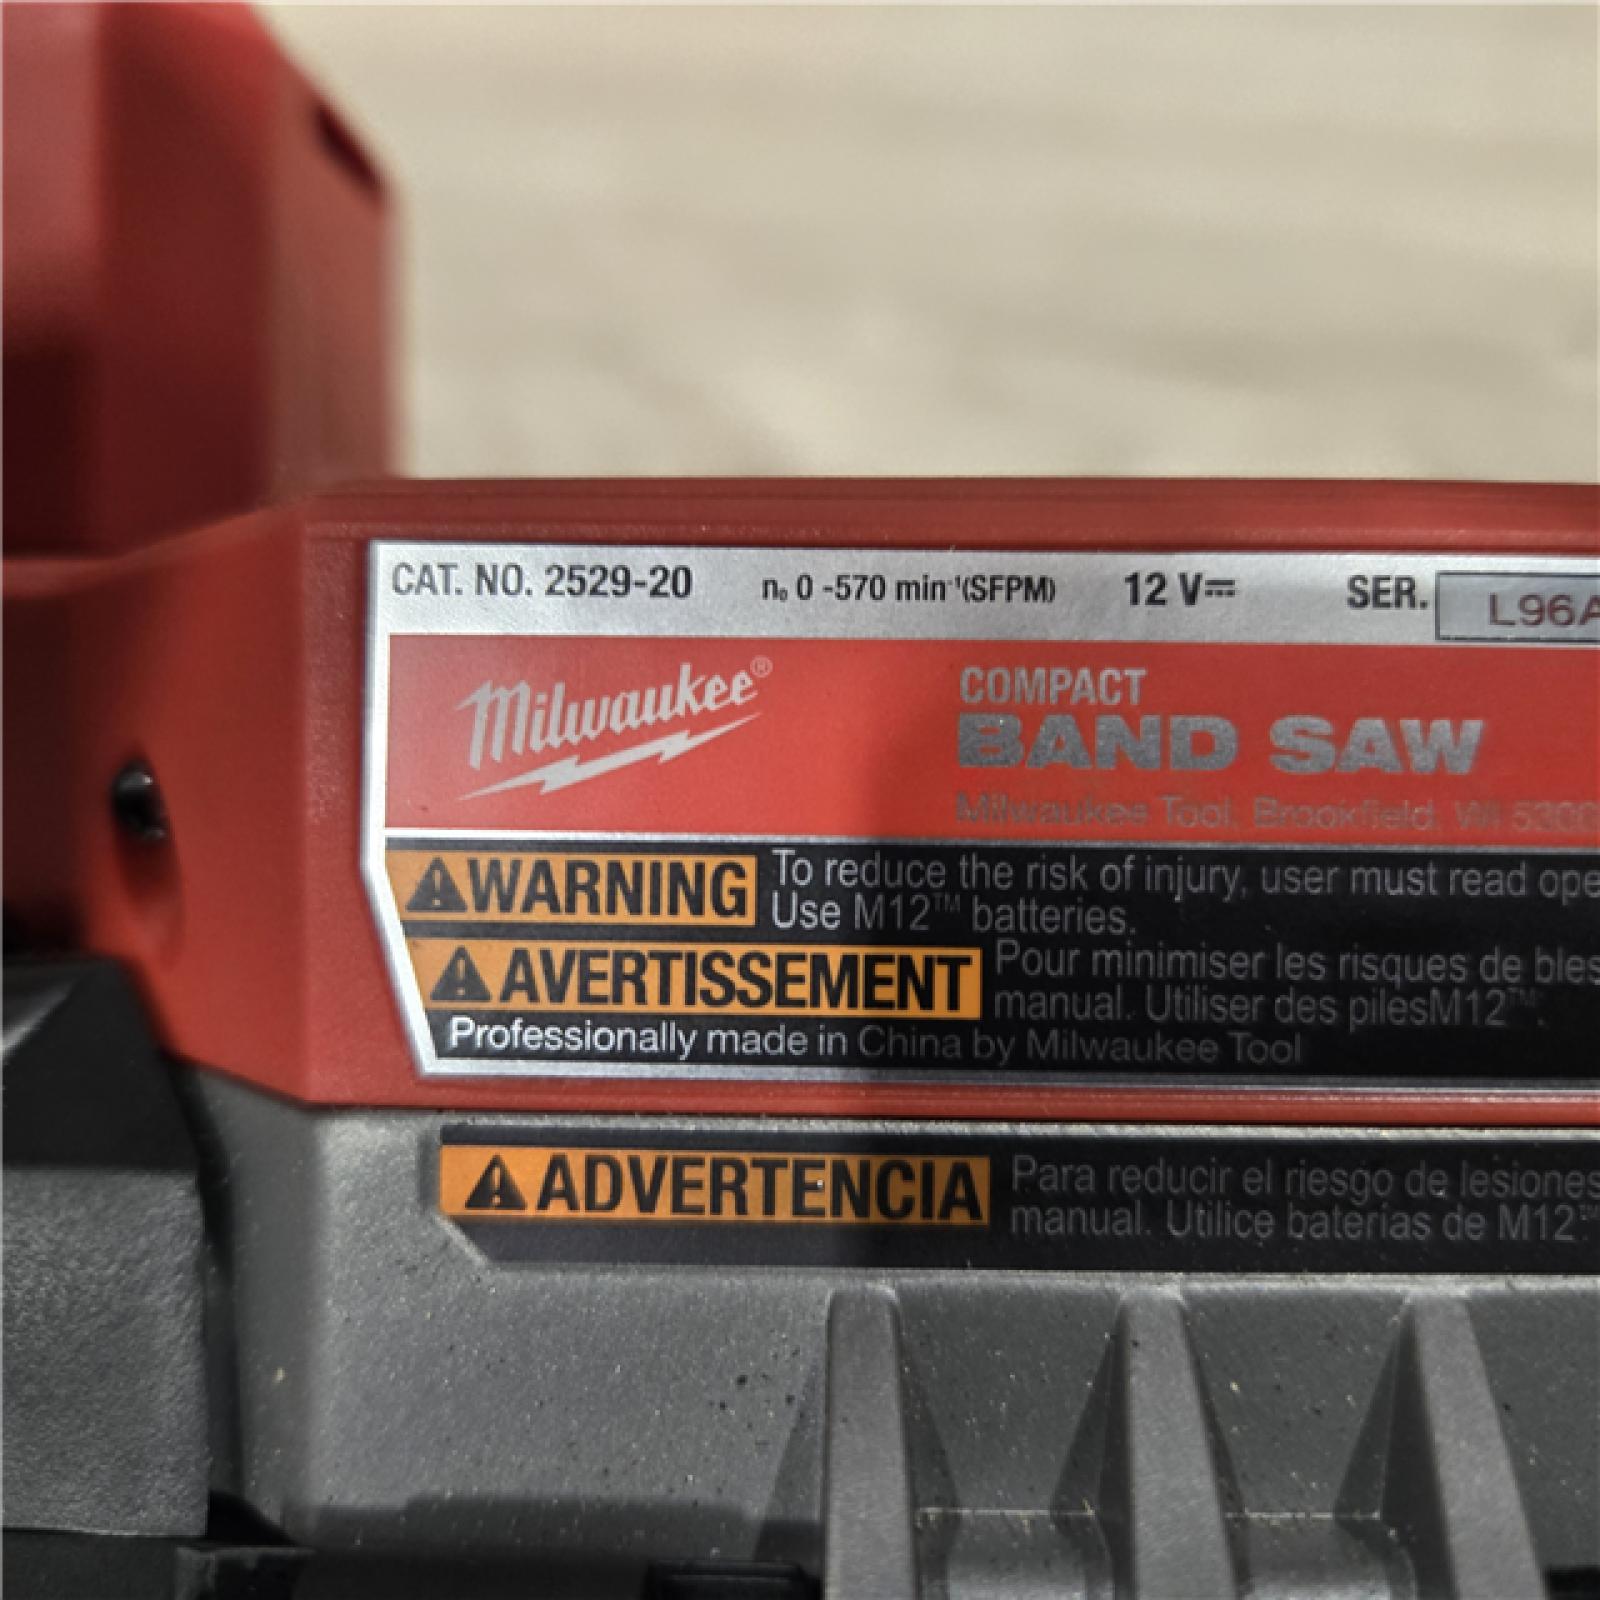 CAT. NO. 2529-20 n₀ 0 -570 min⁻¹(SFPM) 12 V⎓ SER. L96A
Milwaukee®
COMPACT
BAND SAW
Milwaukee Tool, Brookfield, WI 5300
WARNING To reduce the risk of injury, user must read ope
Use M12™ batteries.
AVERTISSEMENT Pour minimiser les risques de bles
manual. Utiliser des pilesM12™.
Professionally made in China by Milwaukee Tool
ADVERTENCIA Para reducir el riesgo de lesiones
manual. Utilice baterias de M12™.